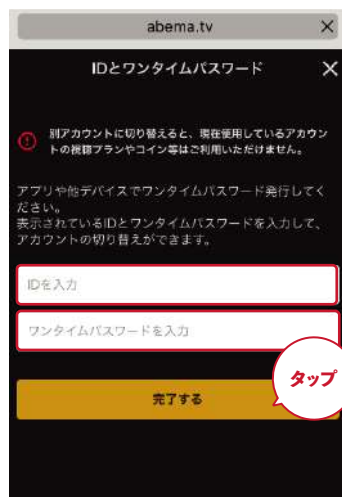 abema.tv ×
IDとワンタイムパスワード ×
別アカウントに切り替えると、現在使用しているアカウン
トの視聴プランやコイン等はご利用いただけません。
アプリや他デバイスでワンタイムパスワード発行してく
ださい。
表示されているIDとワンタイムパスワードを入力して、
アカウントの切り替えができます。
IDを入力
ワンタイムパスワードを入力
タップ
完了する